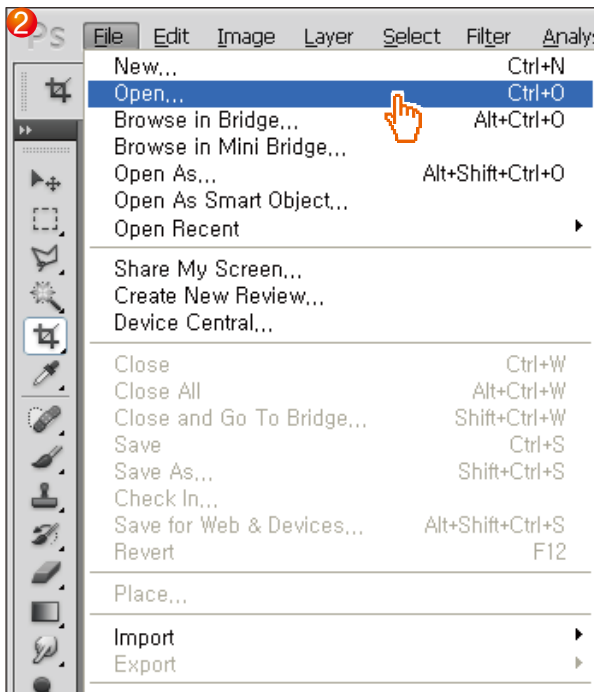 2
Ps File Edit Image Layer Select Filter Analy
New... Ctrl+N
Open... Ctrl+O
Browse in Bridge... Alt+Ctrl+O
Browse in Mini Bridge...
Open As... Alt+Shift+Ctrl+O
Open As Smart Object...
Open Recent
Share My Screen...
Create New Review...
Device Central...
Close Ctrl+W
Close All Alt+Ctrl+W
Close and Go To Bridge... Shift+Ctrl+W
Save Ctrl+S
Save As... Shift+Ctrl+S
Check In...
Save for Web & Devices... Alt+Shift+Ctrl+S
Revert F12
Place...
Import
Export